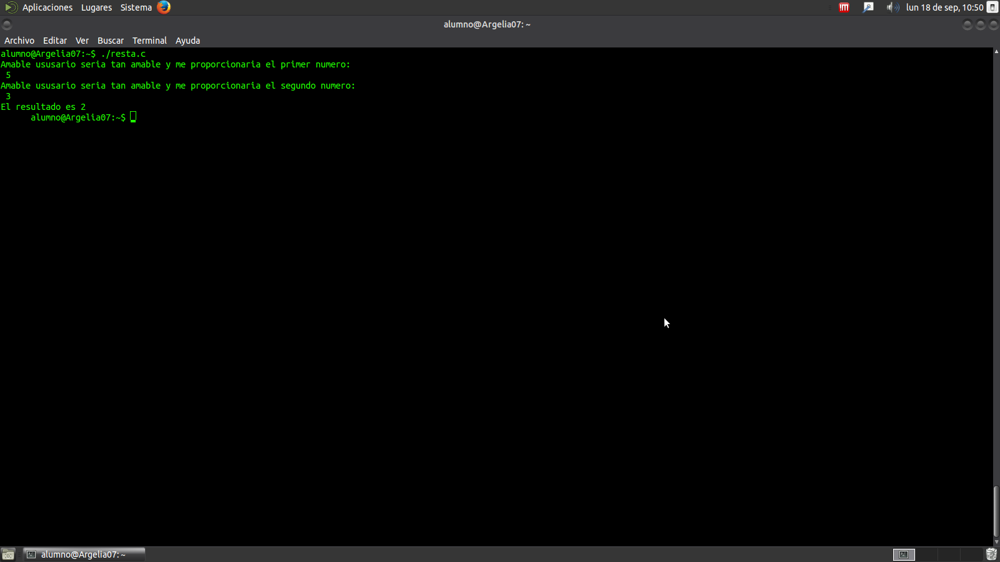 Aplicaciones Lugares Sistema lun 18 de sep, 10:50
alumno@Argelia07: ~
Archivo Editar Ver Buscar Terminal Ayuda
alumno@Argelia07:~$ ./resta.c
Amable ususario seria tan amable y me proporcionaria el primer numero:
5
Amable ususario seria tan amable y me proporcionaria el segundo numero:
3
El resultado es 2
alumno@Argelia07:~$
alumno@Argelia07: ~